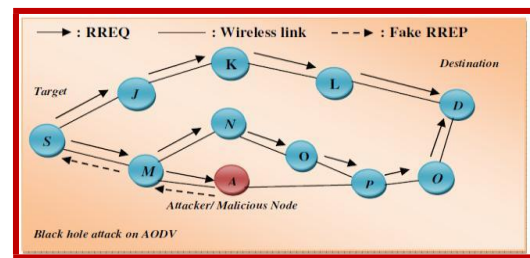 : RREQ : Wireless link : Fake RREP
K
Destination
L
Target
J
D
N
S
O
M
A
P
O
Attacker/ Malicious Node
Black hole attack on AODV